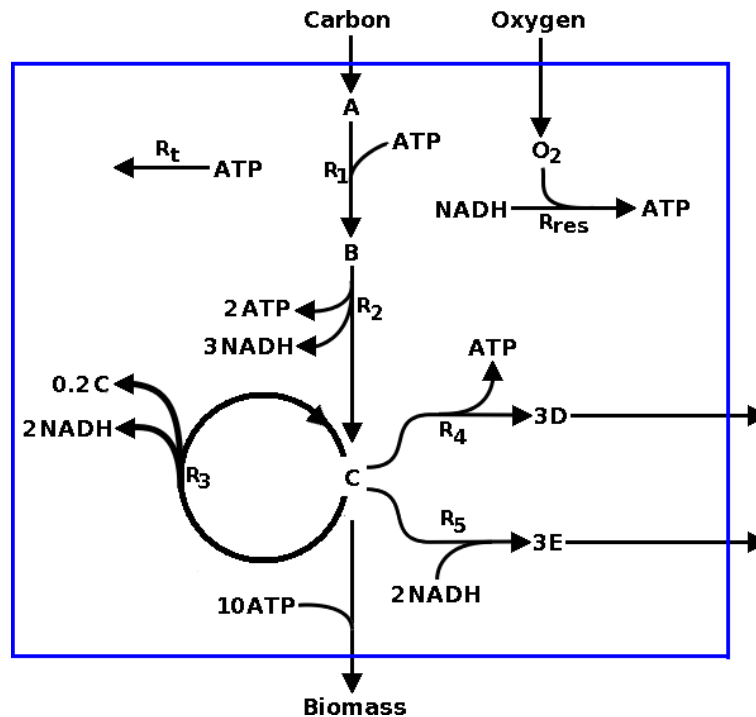 Carbon
Oxygen
A
ATP
R1
O2
Rt
ATP
NADH
ATP
Rres
B
2ATP
R2
3NADH
ATP
0.2C
3D
R4
2NADH
R3
C
R5
3E
2NADH
10ATP
Biomass